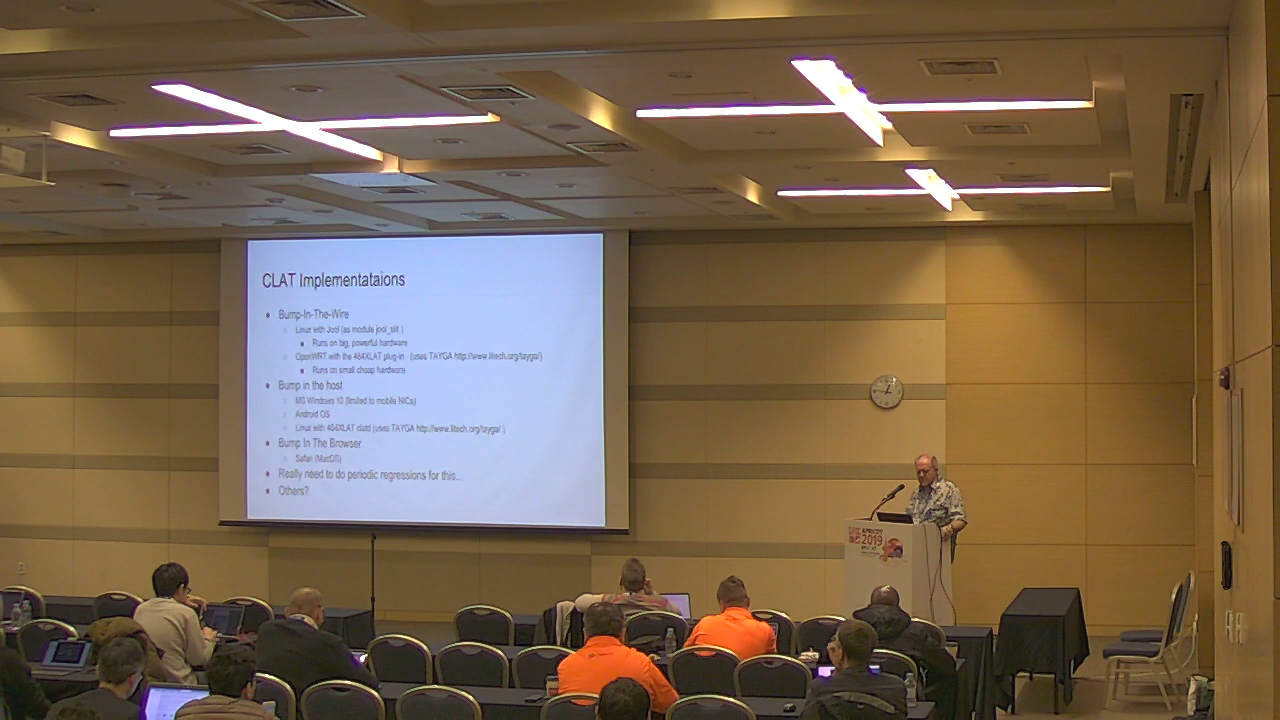 CLAT Implementataions
Bump-In-The-Wire
Linux with Jool (as module jool_siit )
Runs on big, powerful hardware
OpenWRT with the 464XLAT plug-in (uses TAYGA http://www.litech.org/tayga/)
Runs on small cheap hardware
Bump in the host
MS Windows 10 (limited to mobile NICs)
Android OS
Linux with 464XLAT clatd (uses TAYGA http://www.litech.org/tayga/ )
Bump In The Browser
Safari (MacOS)
Really need to do periodic regressions for this...
Others?
APRICOT
2019